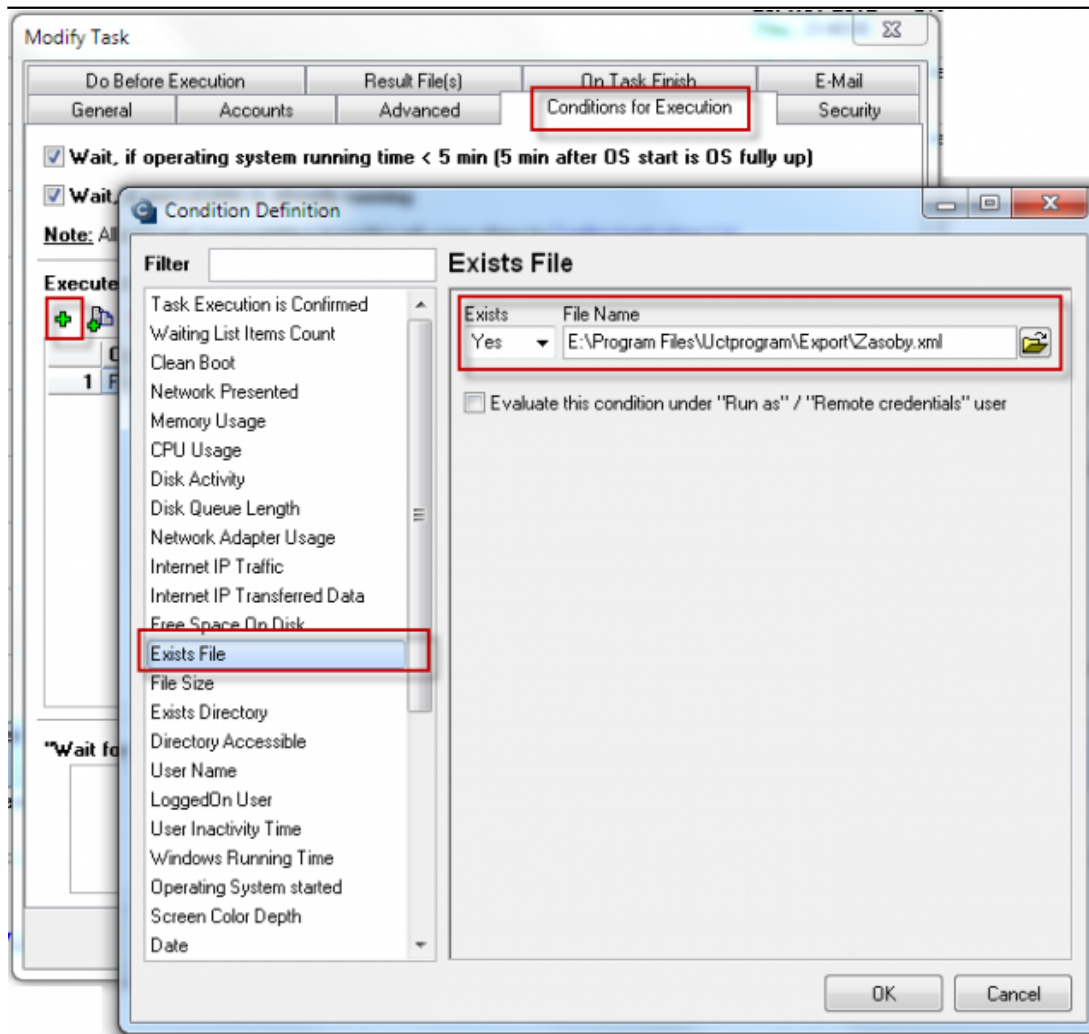 Modify Task
Do Before Execution Result File(s) On Task Finish E-Mail
General Accounts Advanced Conditions for Execution Security
Wait, if operating system running time < 5 min (5 min after OS start is OS fully up)
Wait,
Note: All
Execute
1 F
"Wait fo
Condition Definition
Filter
Task Execution is Confirmed
Waiting List Items Count
Clean Boot
Network Presented
Memory Usage
CPU Usage
Disk Activity
Disk Queue Length
Network Adapter Usage
Internet IP Traffic
Internet IP Transferred Data
Free Space On Disk
Exists File
File Size
Exists Directory
Directory Accessible
User Name
LoggedOn User
User Inactivity Time
Windows Running Time
Operating System started
Screen Color Depth
Date
Exists File
Exists File Name
Yes E:\Program Files\Uctprogram\Export\Zasoby.xml
Evaluate this condition under "Run as" / "Remote credentials" user
OK Cancel